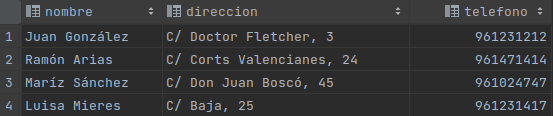 nombre direccion telefono
1 Juan González C/ Doctor Fletcher, 3 961231212
2 Ramón Arias C/ Corts Valencianes, 24 961471414
3 Maríz Sánchez C/ Don Juan Boscó, 45 961024747
4 Luisa Mieres C/ Baja, 25 961231417